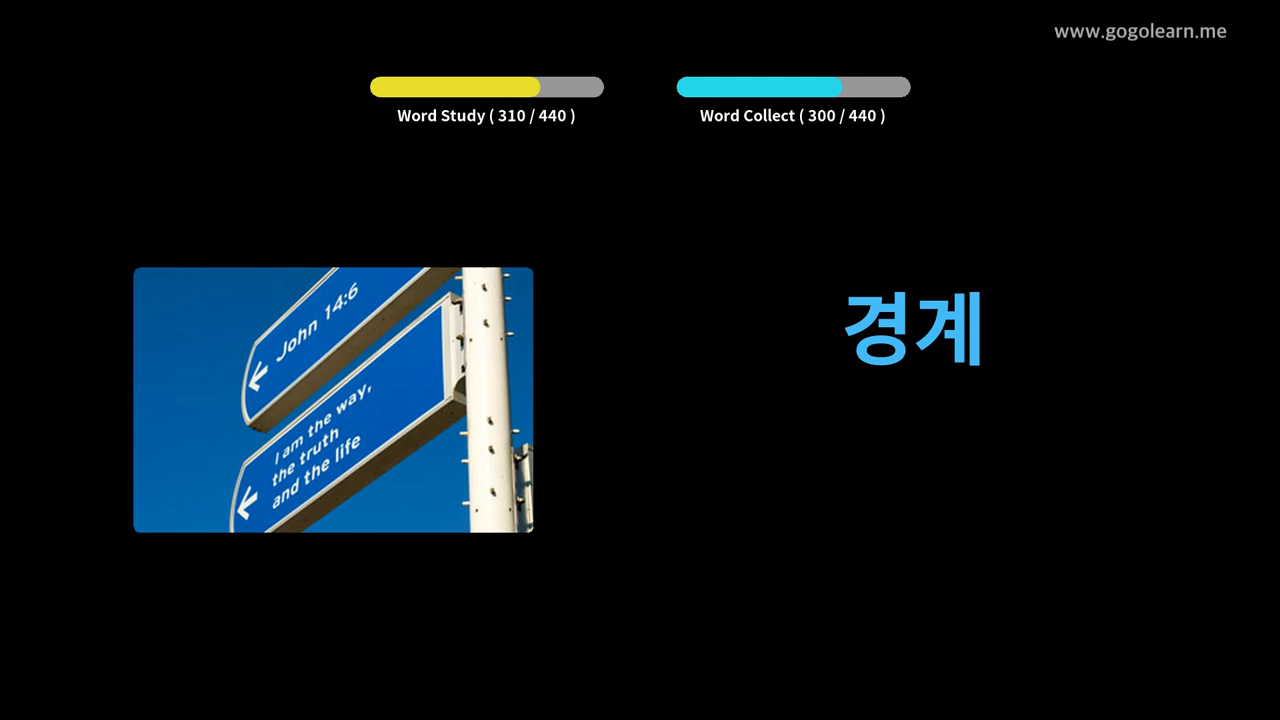 www.gogolearn.me
Word Study ( 310 / 440 )
Word Collect ( 300 / 440 )
John 14:6
I am the way,
the truth
and the life
경계